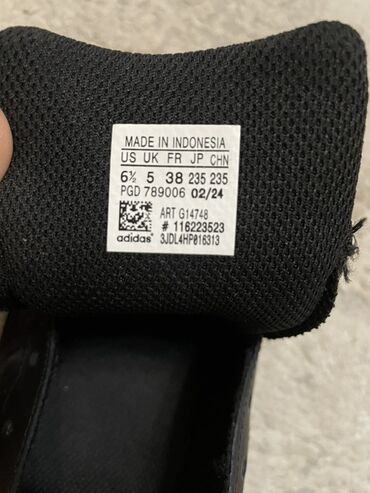 MADE IN INDONESIA
US UK FR JP CHN
6½ 5 38 235 235
PGD 789006 02/24
ART G14748
# 116223523
adidas® 3JDL4HP016313